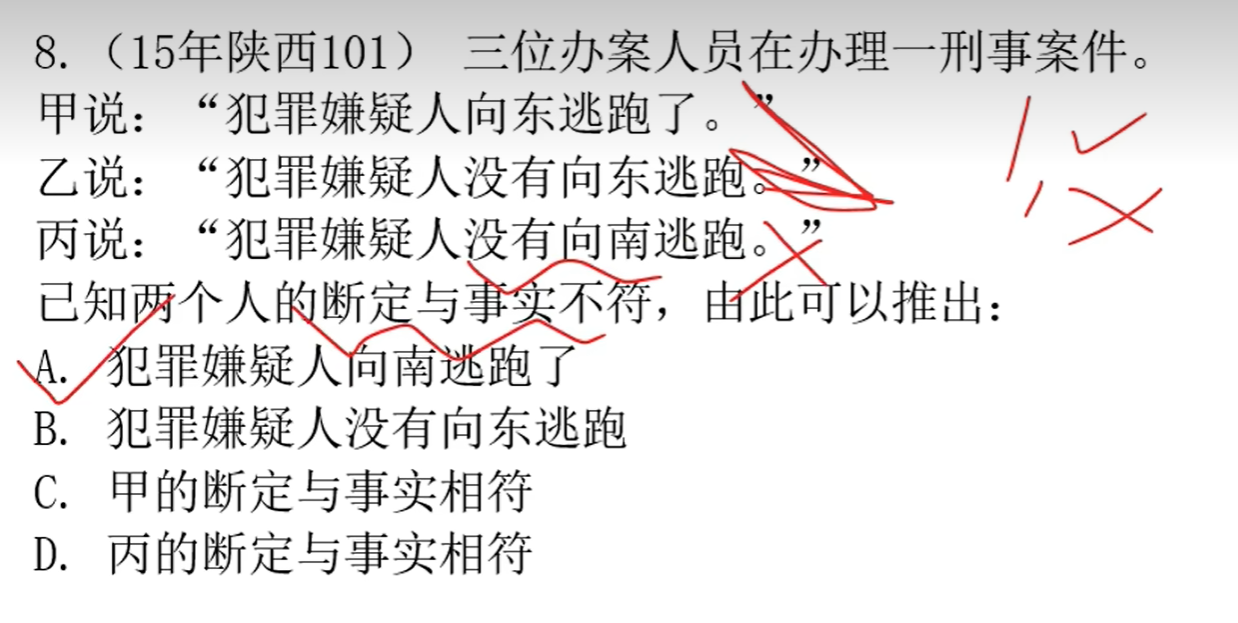 8. （15年陕西101） 三位办案人员在办理一刑事案件。
甲说：“犯罪嫌疑人向东逃跑了。”
乙说：“犯罪嫌疑人没有向东逃跑。”
丙说：“犯罪嫌疑人没有向南逃跑。”
已知两个人的断定与事实不符，由此可以推出：
A. 犯罪嫌疑人向南逃跑了
B. 犯罪嫌疑人没有向东逃跑
C. 甲的断定与事实相符
D. 丙的断定与事实相符